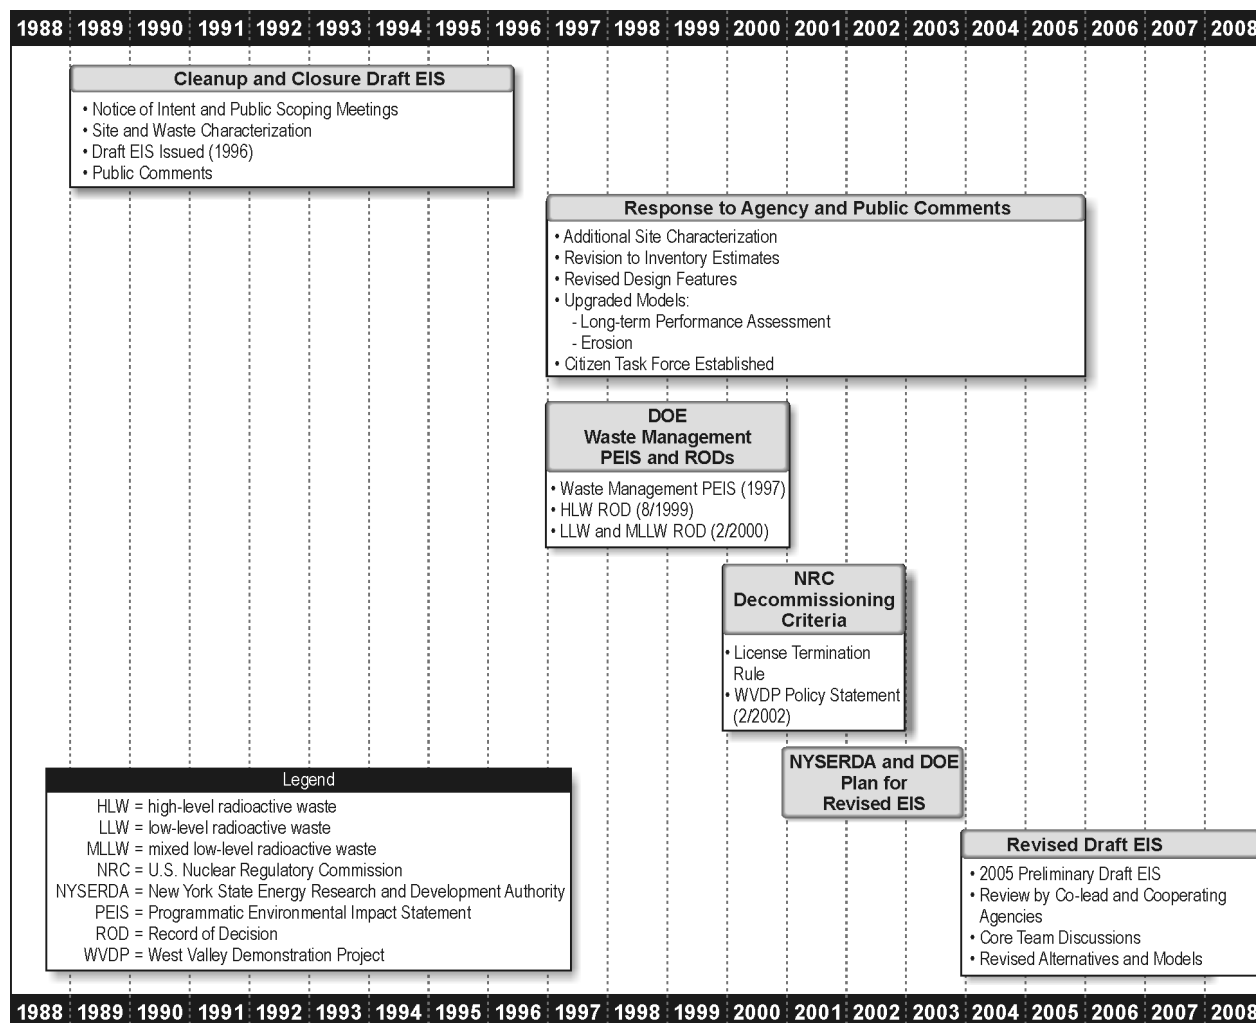 1988 1989 1990 1991 1992 1993 1994 1995 1996 1997 1998 1999 2000 2001 2002 2003 2004 2005 2006 2007 2008
Cleanup and Closure Draft EIS
• Notice of Intent and Public Scoping Meetings
• Site and Waste Characterization
• Draft EIS Issued (1996)
• Public Comments
Response to Agency and Public Comments
• Additional Site Characterization
• Revision to Inventory Estimates
• Revised Design Features
• Upgraded Models:
- Long-term Performance Assessment
- Erosion
• Citizen Task Force Established
DOE
Waste Management
PEIS and RODs
• Waste Management PEIS (1997)
• HLW ROD (8/1999)
• LLW and MLLW ROD (2/2000)
NRC
Decommissioning
Criteria
• License Termination
Rule
• WVDP Policy Statement
(2/2002)
NYSERDA and DOE
Plan for
Revised EIS
Revised Draft EIS
• 2005 Preliminary Draft EIS
• Review by Co-lead and Cooperating
Agencies
• Core Team Discussions
• Revised Alternatives and Models
Legend
HLW = high-level radioactive waste
LLW = low-level radioactive waste
MLLW = mixed low-level radioactive waste
NRC = U.S. Nuclear Regulatory Commission
NYSERDA = New York State Energy Research and Development Authority
PEIS = Programmatic Environmental Impact Statement
ROD = Record of Decision
WVDP = West Valley Demonstration Project
1988 1989 1990 1991 1992 1993 1994 1995 1996 1997 1998 1999 2000 2001 2002 2003 2004 2005 2006 2007 2008